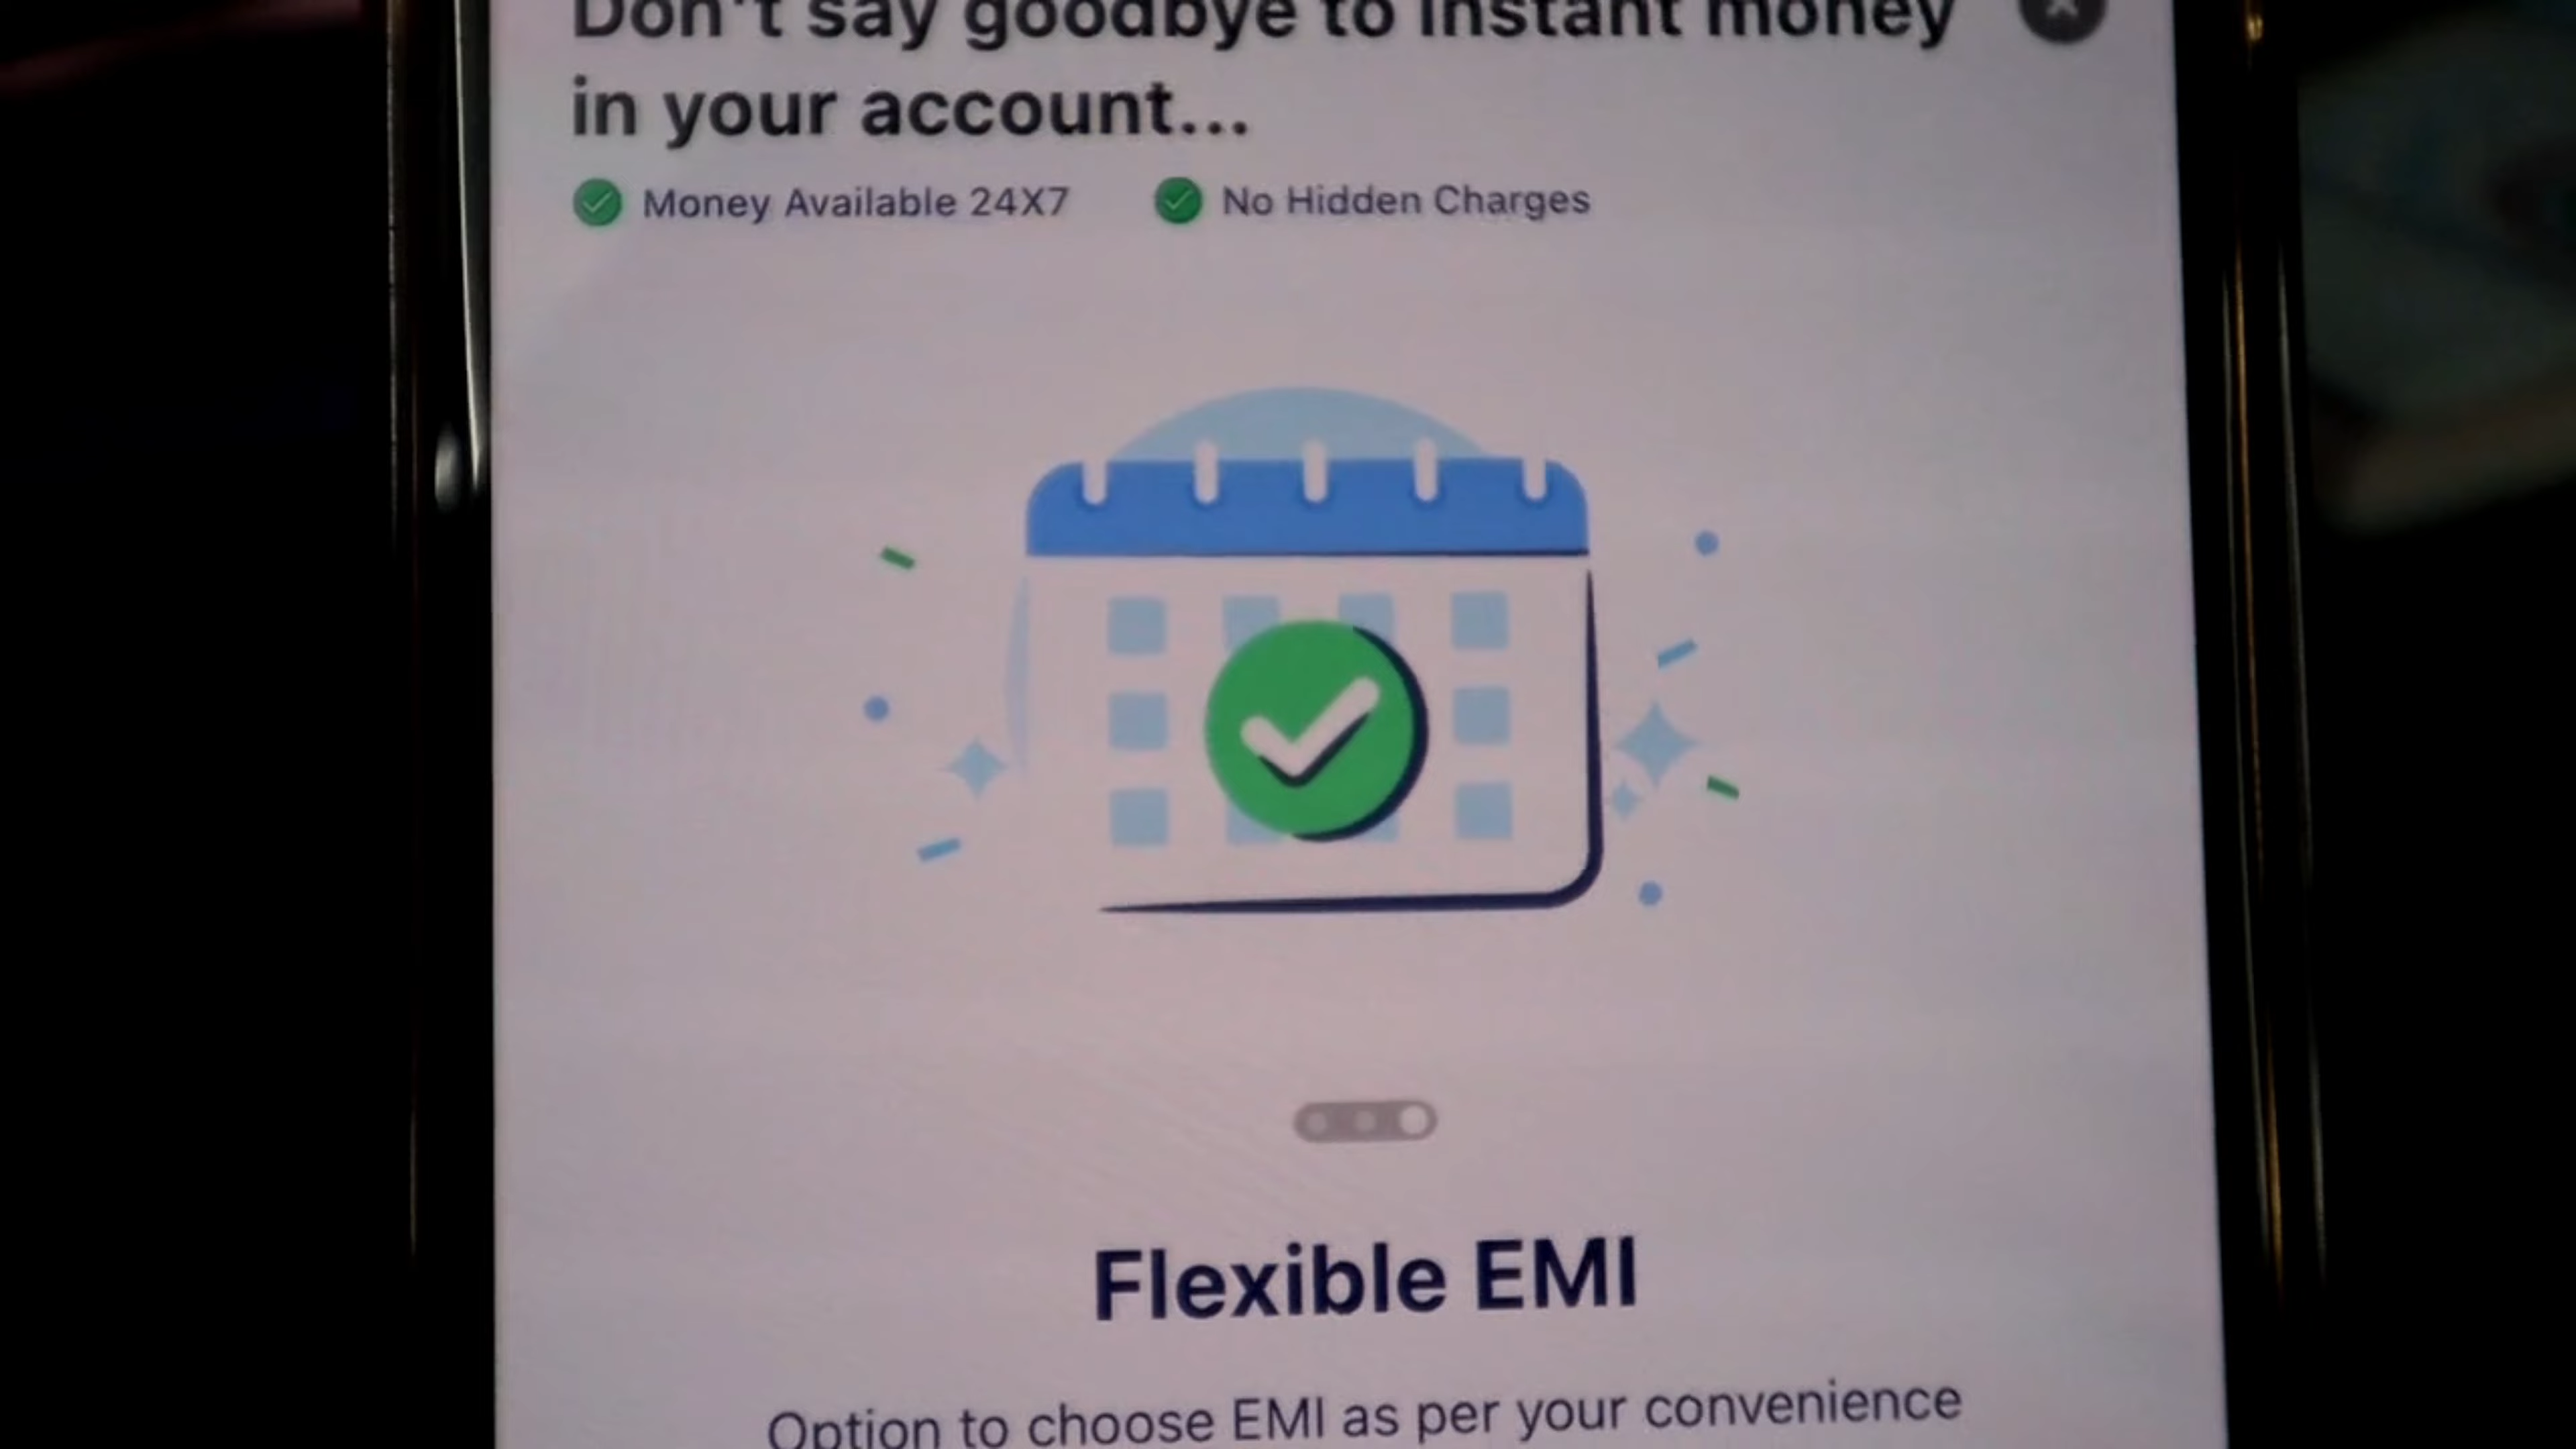 Don't say goodbye to instant money
in your account...
Money Available 24X7
No Hidden Charges
Flexible EMI
Option to choose EMI as per your convenience